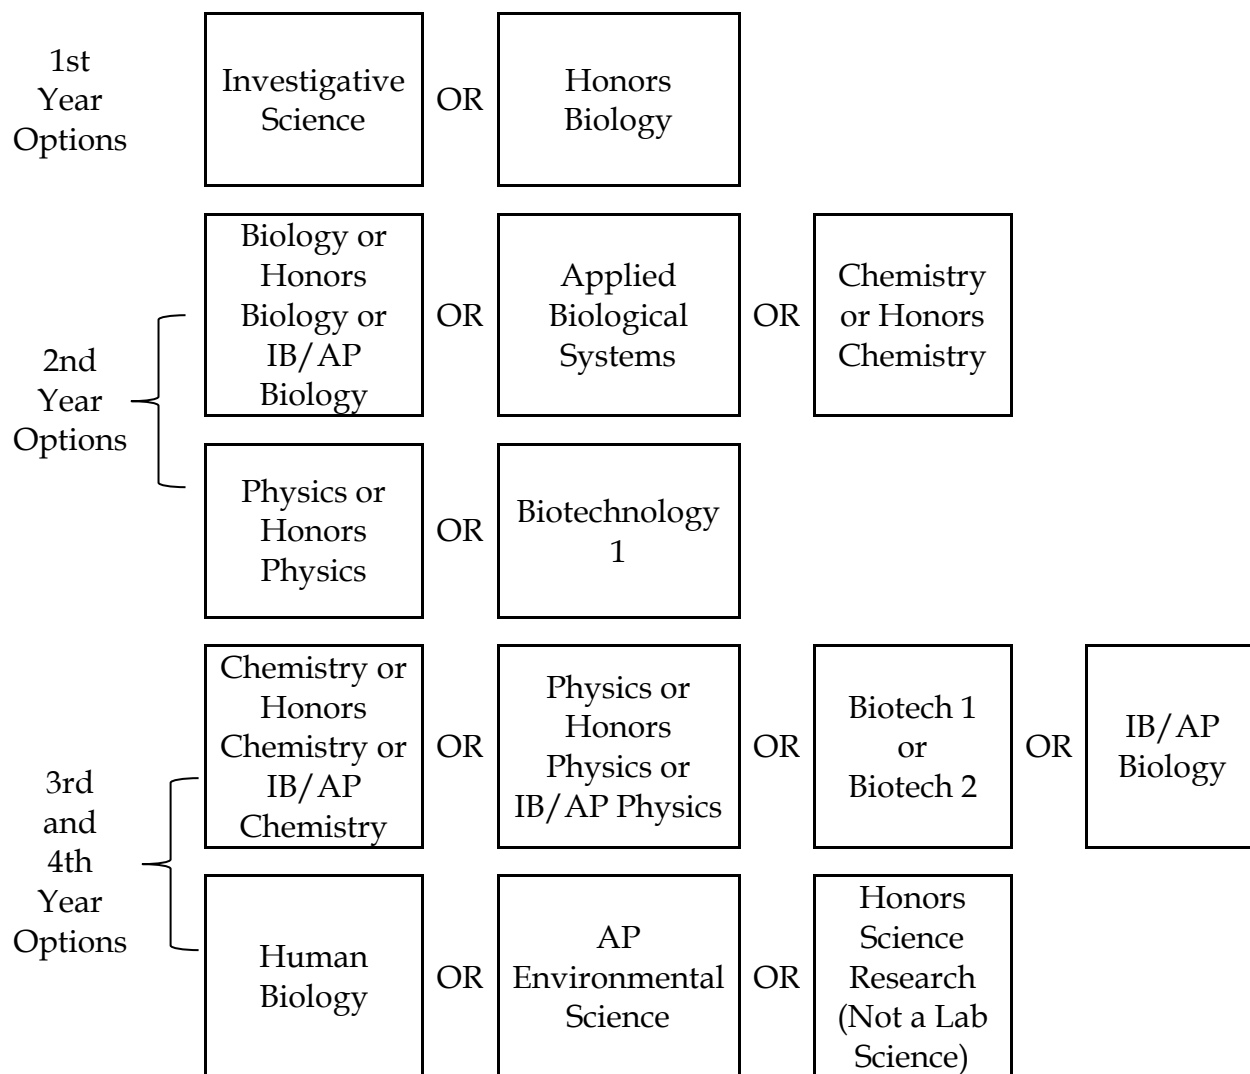 1st
Year
Options
Investigative
Science
OR
Honors
Biology
2nd
Year
Options
Biology or
Honors
Biology or
IB/AP
Biology
OR
Applied
Biological
Systems
OR
Chemistry
or Honors
Chemistry
Physics or
Honors
Physics
OR
Biotechnology
1
3rd
and
4th
Year
Options
Chemistry or
Honors
Chemistry or
IB/AP
Chemistry
OR
Physics or
Honors
Physics or
IB/AP Physics
OR
Biotech 1
or
Biotech 2
OR
IB/AP
Biology
Human
Biology
OR
AP
Environmental
Science
OR
Honors
Science
Research
(Not a Lab
Science)